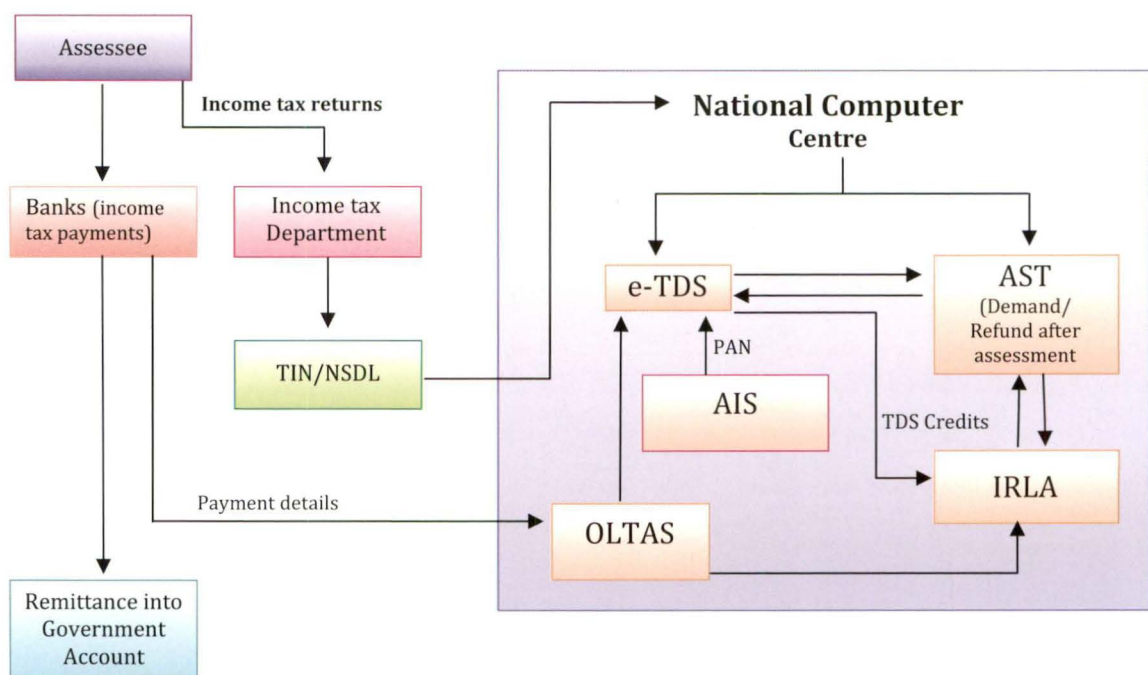 Assessee
Income tax returns
National Computer
Centre
Banks (income
tax payments)
Income tax
Department
e-TDS
AST
(Demand/
Refund after
assessment
PAN
TIN/NSDL
AIS
TDS Credits
IRLA
Payment details
OLTAS
Remittance into
Government
Account